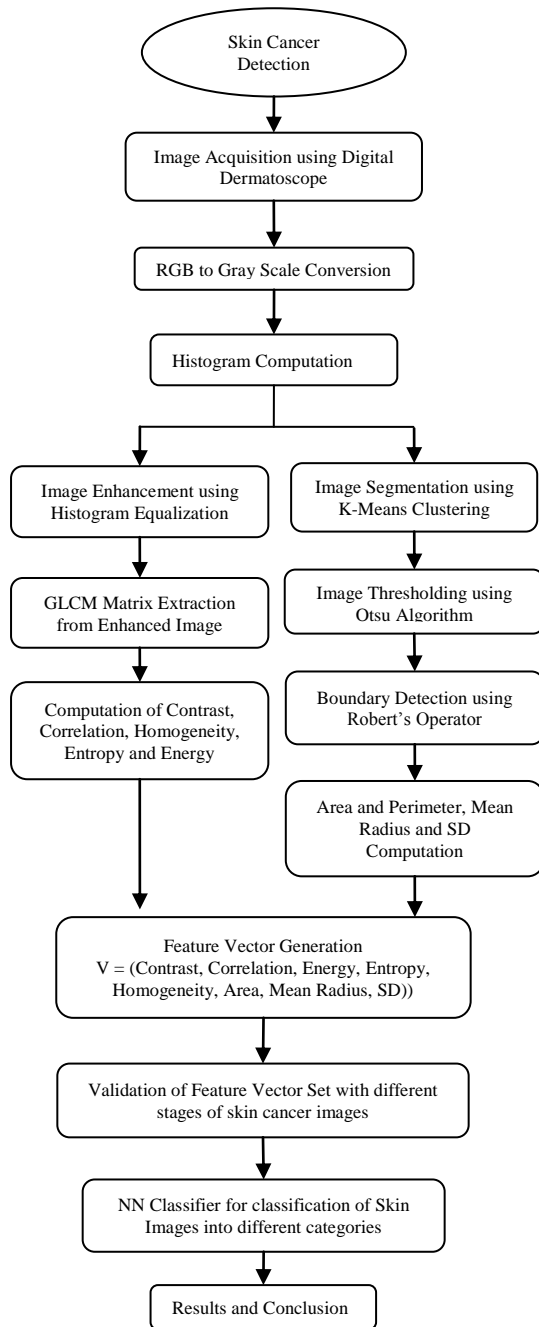 Skin Cancer
Detection
Image Acquisition using Digital
Dermatoscope
RGB to Gray Scale Conversion
Histogram Computation
Image Enhancement using
Histogram Equalization
GLCM Matrix Extraction
from Enhanced Image
Computation of Contrast,
Correlation, Homogeneity,
Entropy and Energy
Image Segmentation using
K-Means Clustering
Image Thresholding using
Otsu Algorithm
Boundary Detection using
Robert's Operator
Area and Perimeter, Mean
Radius and SD
Computation
Feature Vector Generation
V = (Contrast, Correlation, Energy, Entropy,
Homogeneity, Area, Mean Radius, SD))
Validation of Feature Vector Set with different
stages of skin cancer images
NN Classifier for classification of Skin
Images into different categories
Results and Conclusion